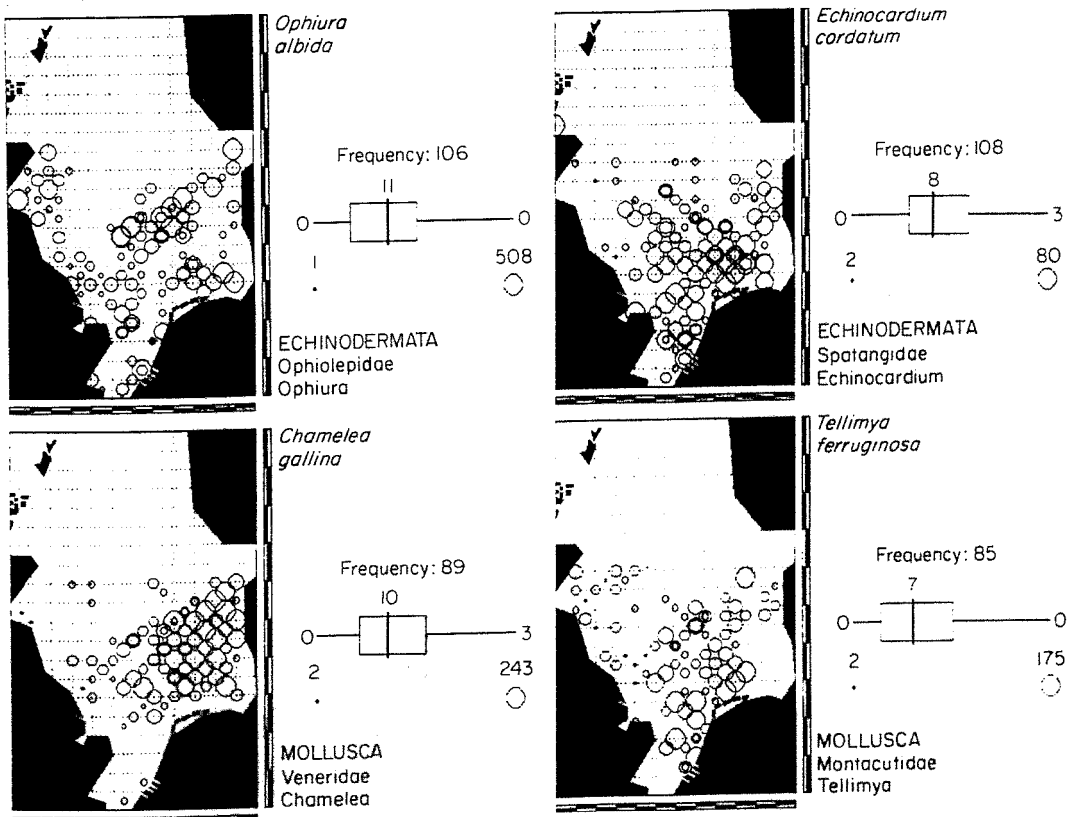 Ophiura
albida
Frequency: 106
11
0
0
1
508
ECHINODERMATA
Ophiolepidae
Ophiura
Echinocardium
cordatum
Frequency: 108
8
0
3
2
80
ECHINODERMATA
Spatangidae
Echinocardium
Chamelea
gallina
Frequency: 89
10
0
3
2
243
MOLLUSCA
Veneridae
Chamelea
Tellimya
ferruginosa
Frequency: 85
7
0
0
2
175
MOLLUSCA
Montacutidae
Tellimya